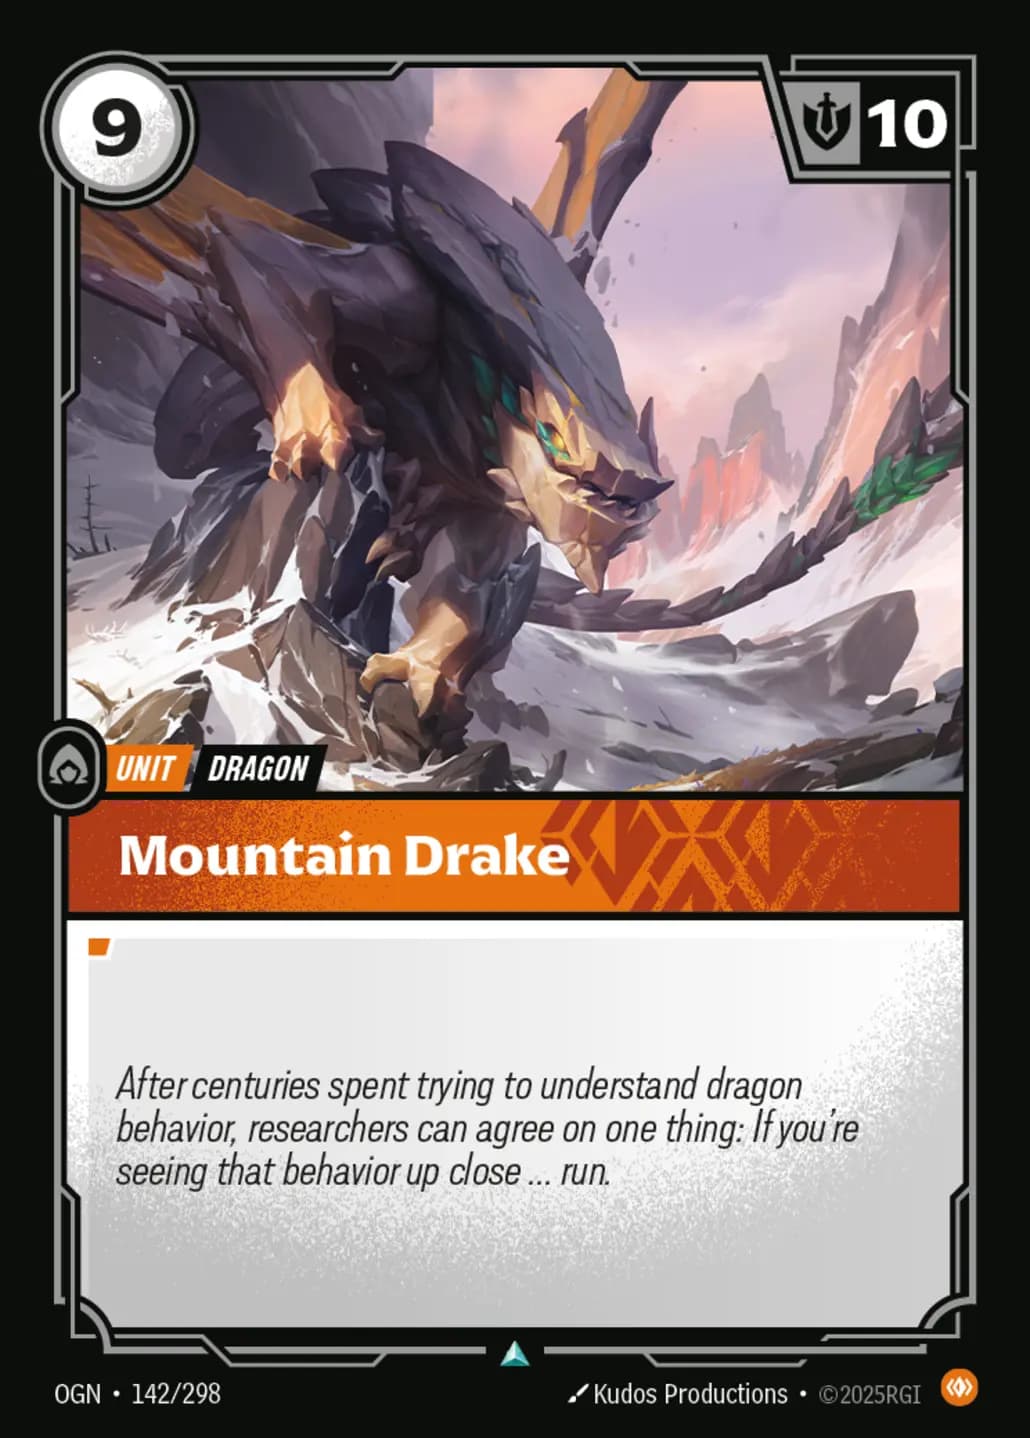 9
10
UNIT
DRAGON
Mountain Drake
After centuries spent trying to understand dragon
behavior, researchers can agree on one thing: If you're
seeing that behavior up close ... run.
OGN • 142/298
Kudos Productions • ©2025RGI